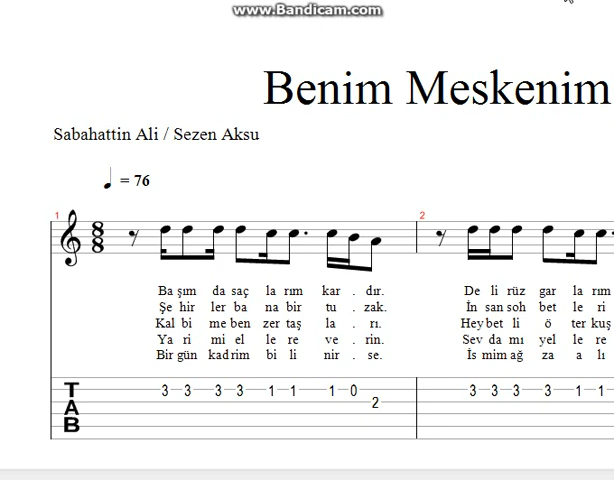 www.Bandicam.com
Benim Meskenim
Sabahattin Ali / Sezen Aksu
= 76
1 2
8 8
Ba şım da saç la rım kar . dır. De li rüz gar la rım
Şe hir ler ba na bir tu . zak. İn san soh bet le ri
Kal bi me ben zer taş la . rı. Hey bet li ö ter kuş
Ya ri mi el le re ve . rin. Sev da mı yel le re
Bir gün kad rim bi li nir . se. İs mim ağ za a lı
TAB
3 3 3 3 1 1 1 0 2 3 3 3 3 1 1